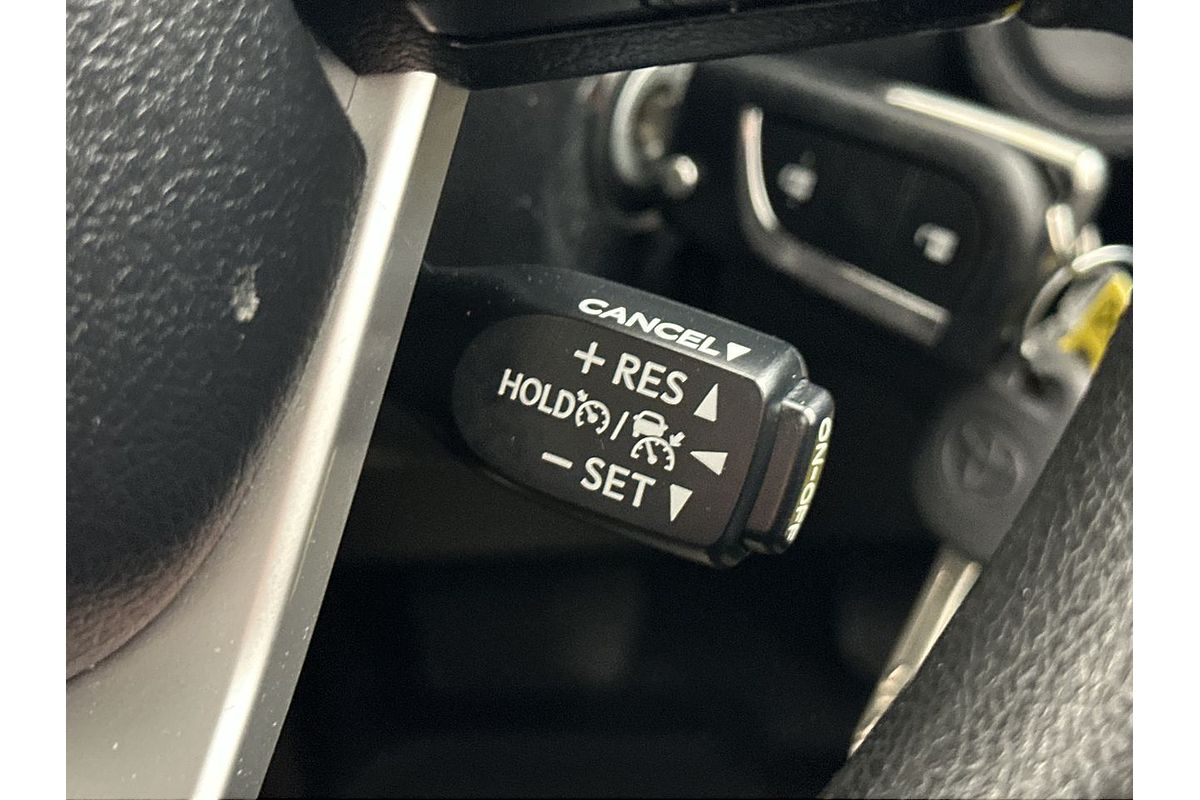 CANCEL▼
+ RES ▲
HOLD / ◀
− SET ▼
ON-OFF